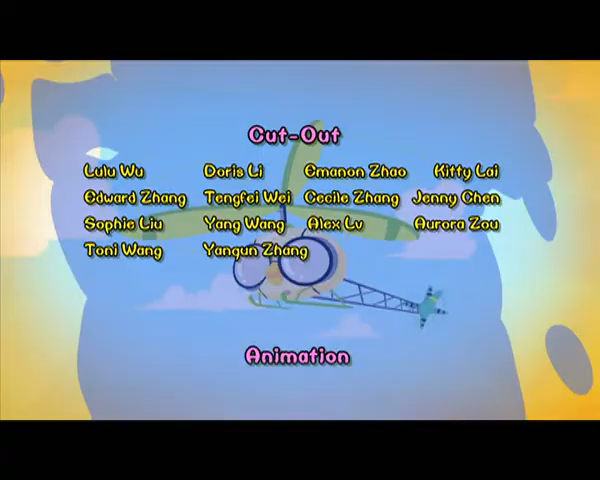 Cut-Out
Lulu Wu Doris Li Emanon Zhao Kitty Lai
Edward Zhang Tengfei Wei Cecile Zhang Jenny Chen
Sophie Liu Yang Wang Alex Lv Aurora Zou
Toni Wang Yangun Zhang
Animation